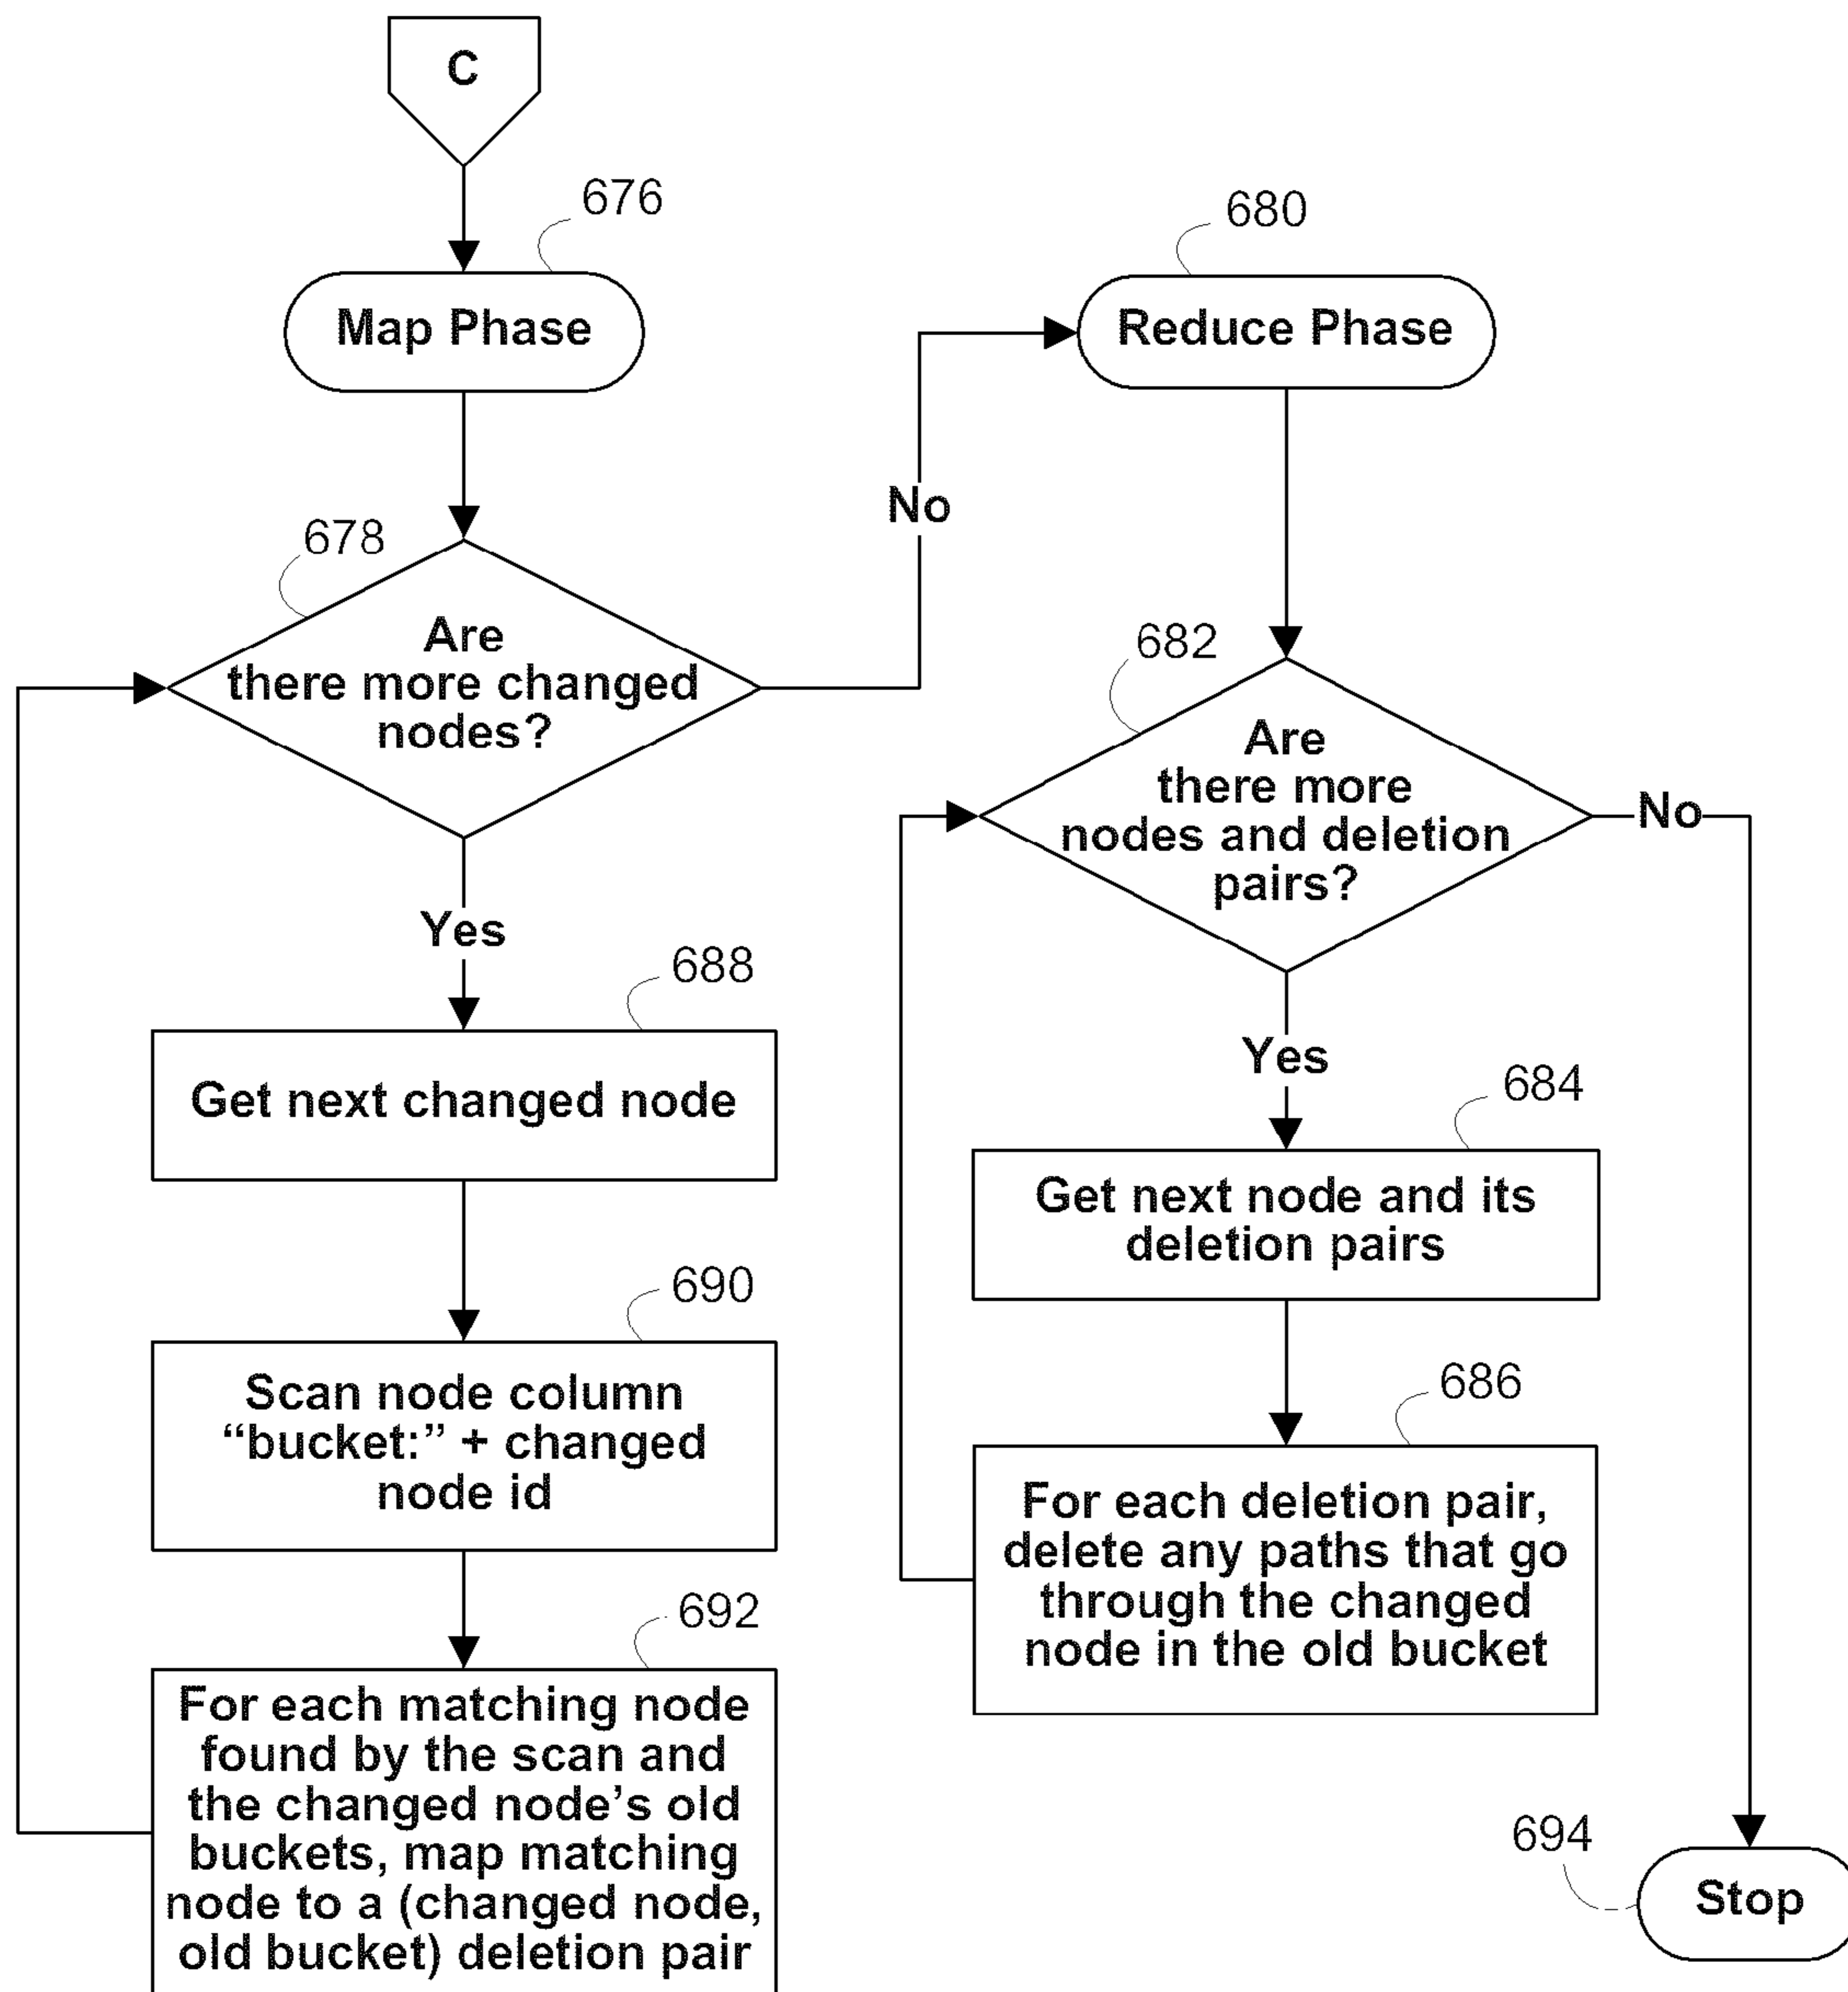 C
676
Map Phase
678
Are
there more changed
nodes?
No
Yes
688
Get next changed node
690
Scan node column
“bucket:” + changed
node id
692
For each matching node
found by the scan and
the changed node’s old
buckets, map matching
node to a (changed node,
old bucket) deletion pair
680
Reduce Phase
682
Are
there more
nodes and deletion
pairs?
No
Yes
684
Get next node and its
deletion pairs
686
For each deletion pair,
delete any paths that go
through the changed
node in the old bucket
694
Stop